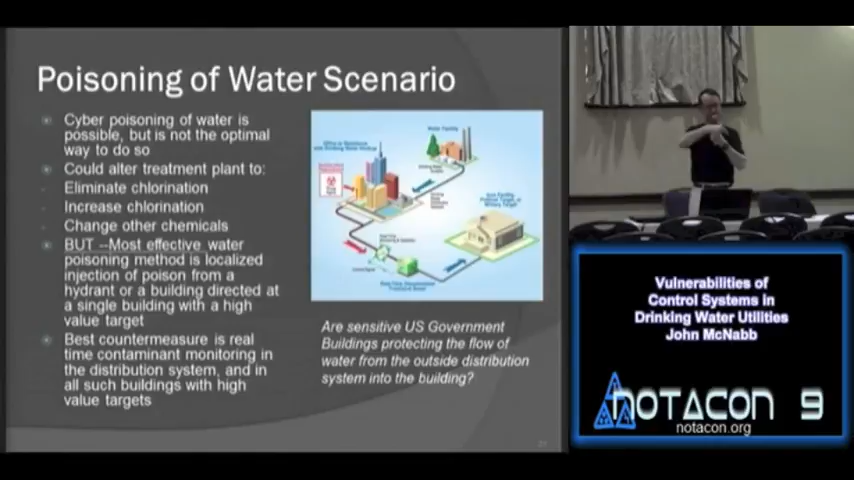 Poisoning of Water Scenario
Cyber poisoning of water is
possible, but is not the optimal
way to do so
Could alter treatment plant to:
Eliminate chlorination
Increase chlorination
Change other chemicals
BUT --Most effective water
poisoning method is localized
injection of poison from a
hydrant or a building directed at
a single building with a high
value target
Best countermeasure is real
time contaminant monitoring in
the distribution system, and in
all such buildings with high
value targets
Water Facility
Are sensitive US Government
Buildings protecting the flow of
water from the outside distribution
system into the building?
Vulnerabilities of
Control Systems in
Drinking Water Utilities
John McNabb
NOTACON 9
notacon.org